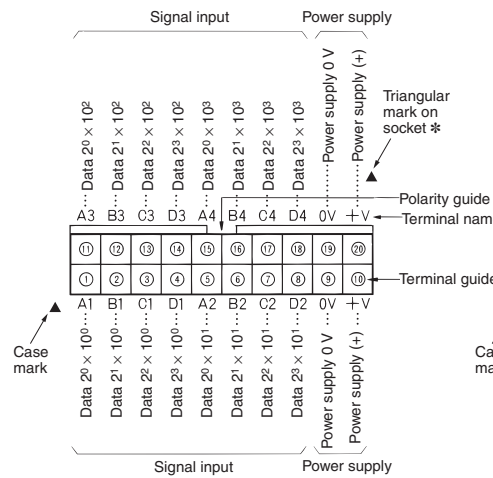 Signal input
Power supply
Data 2⁰ × 10²
Data 2¹ × 10²
Data 2² × 10²
Data 2³ × 10²
Data 2⁰ × 10³
Data 2¹ × 10³
Data 2² × 10³
Data 2³ × 10³
Power supply 0 V
Power supply (+)
Triangular
mark on
socket *
Polarity guide
A3 B3 C3 D3 A4 B4 C4 D4 0V +V
Terminal nam
⑪ ⑫ ⑬ ⑭ ⑮ ⑯ ⑰ ⑱ ⑲ ⑳
① ② ③ ④ ⑤ ⑥ ⑦ ⑧ ⑨ ⑩
Terminal guide
A1 B1 C1 D1 A2 B2 C2 D2 0V +V
Case
mark
Data 2⁰ × 10⁰
Data 2¹ × 10⁰
Data 2² × 10⁰
Data 2³ × 10⁰
Data 2⁰ × 10¹
Data 2¹ × 10¹
Data 2² × 10¹
Data 2³ × 10¹
Power supply 0 V
Power supply (+)
Ca
ma
Signal input
Power supply